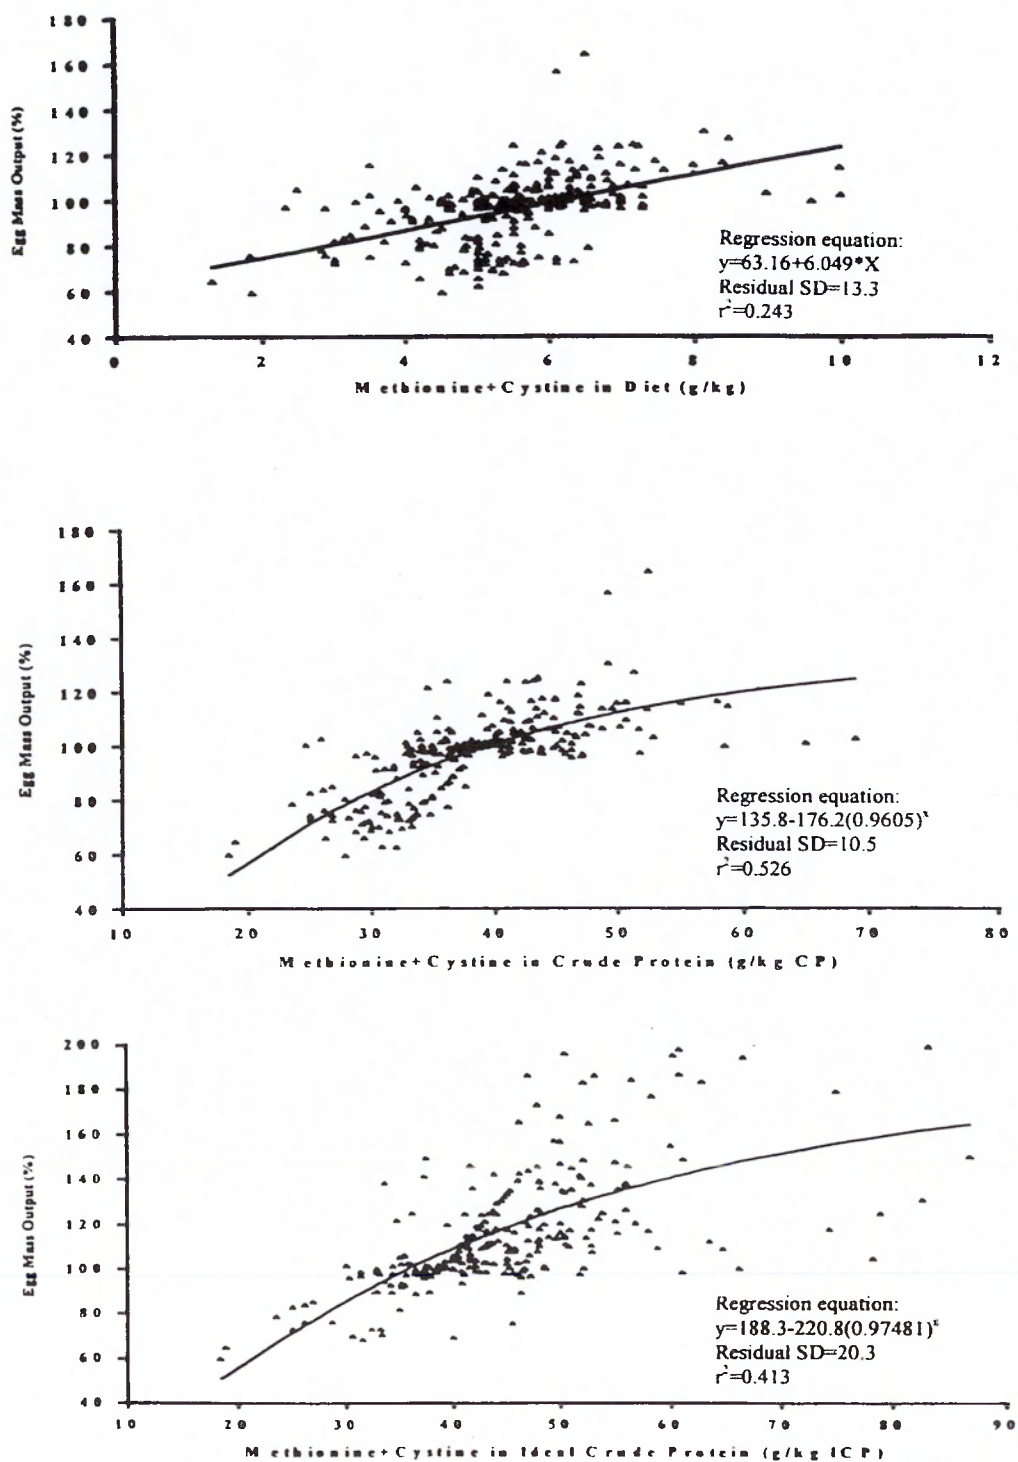 180
160
140
120
100
80
60
40
Egg Mass Output (%)
0 2 4 6 8 10 12
Methionine+Cystine in Diet (g/kg)
Regression equation:
y=63.16+6.049*X
Residual SD=13.3
r²=0.243
180
160
140
120
100
80
60
40
Egg Mass Output (%)
10 20 30 40 50 60 70 80
Methionine+Cystine in Crude Protein (g/kg CP)
Regression equation:
y=135.8-176.2(0.9605)ˣ
Residual SD=10.5
r²=0.526
200
180
160
140
120
100
80
60
40
Egg Mass Output (%)
10 20 30 40 50 60 70 80 90
Methionine+Cystine in Ideal Crude Protein (g/kg ICP)
Regression equation:
y=188.3-220.8(0.97481)ˣ
Residual SD=20.3
r²=0.413